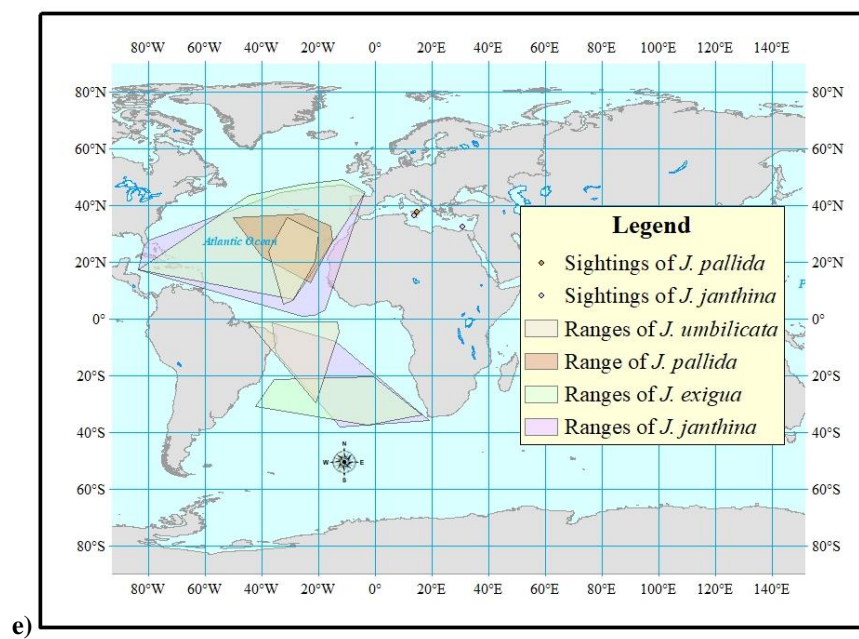 80°W 60°W 40°W 20°W 0° 20°E 40°E 60°E 80°E 100°E 120°E 140°E
80°N 80°N
60°N 60°N
40°N 40°N
Atlantic Ocean
20°N 20°N
0° 0°
20°S 20°S
40°S 40°S
60°S 60°S
80°S 80°S
Legend
Sightings of J. pallida
Sightings of J. janthina
Ranges of J. umbilicata
Range of J. pallida
Ranges of J. exigua
Ranges of J. janthina
P
N
W E
S
80°W 60°W 40°W 20°W 0° 20°E 40°E 60°E 80°E 100°E 120°E 140°E
e)